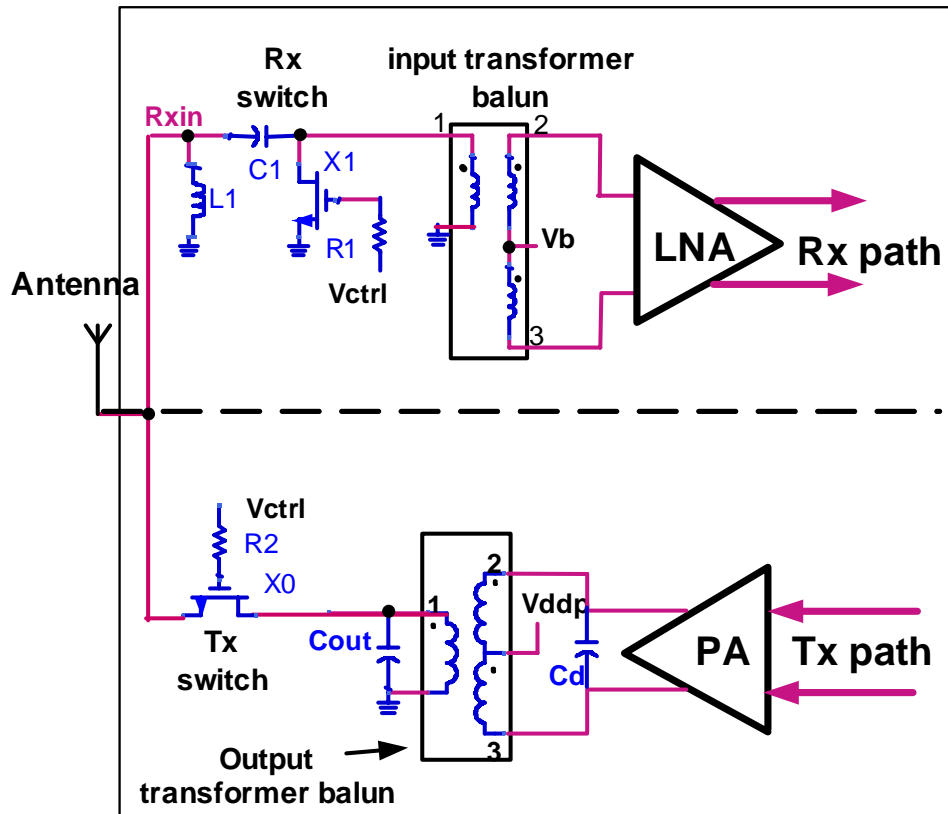 Rx
switch
input transformer
balun
Rxin
C1
X1
L1
R1
Vctrl
1
2
Vb
3
LNA
Rx path
Antenna
Vctrl
R2
X0
Tx
switch
Cout
1
2
Vddp
Cd
3
PA
Tx path
Output
transformer balun